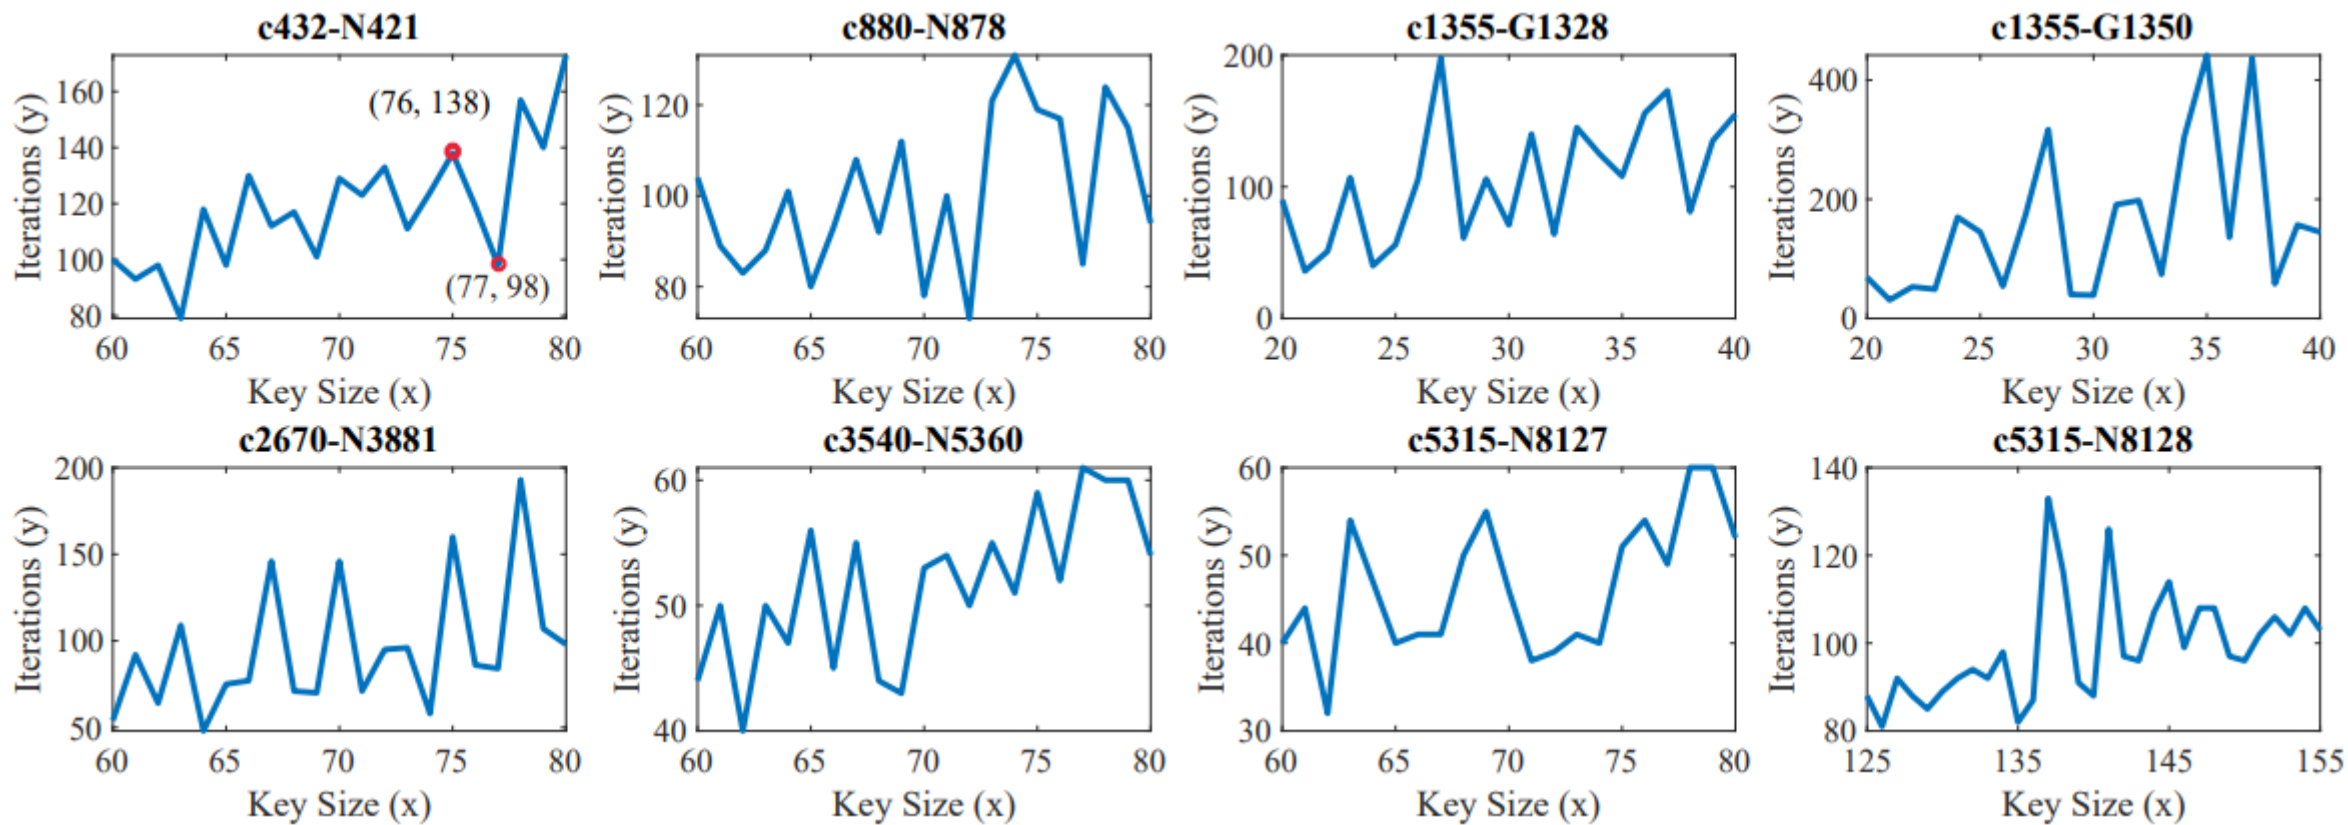 c432-N421
Iterations (y)
160
140
120
100
80
(76, 138)
(77, 98)
60 65 70 75 80
Key Size (x)
c880-N878
Iterations (y)
120
100
80
60 65 70 75 80
Key Size (x)
c1355-G1328
Iterations (y)
200
100
0
20 25 30 35 40
Key Size (x)
c1355-G1350
Iterations (y)
400
200
0
20 25 30 35 40
Key Size (x)
c2670-N3881
Iterations (y)
200
150
100
50
60 65 70 75 80
Key Size (x)
c3540-N5360
Iterations (y)
60
50
40
60 65 70 75 80
Key Size (x)
c5315-N8127
Iterations (y)
60
50
40
30
60 65 70 75 80
Key Size (x)
c5315-N8128
Iterations (y)
140
120
100
80
125 135 145 155
Key Size (x)